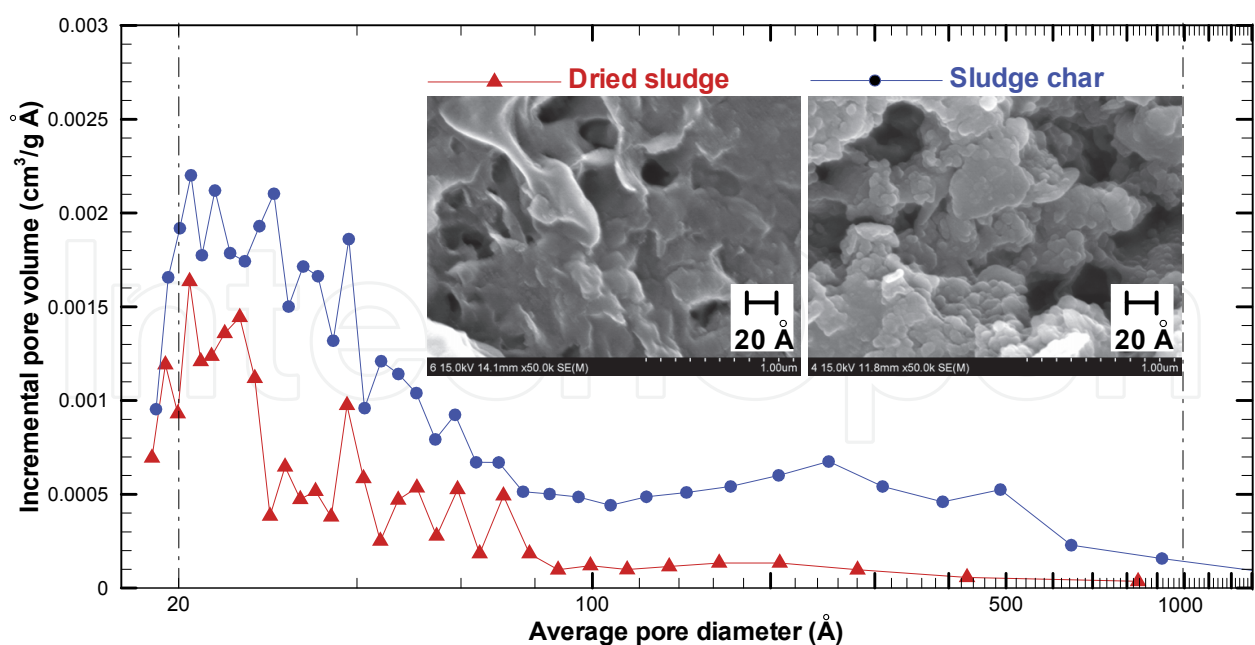 0.003
0.0025
0.002
0.0015
0.001
0.0005
0
Incremental pore volume (cm³/g Å)
Dried sludge
Sludge char
20 Å
20 Å
6 15.0kV 14.1mm x50.0k SE(M) 1.00um
4 15.0kV 11.8mm x50.0k SE(M) 1.00um
IntechOpen
20 100 500 1000
Average pore diameter (Å)